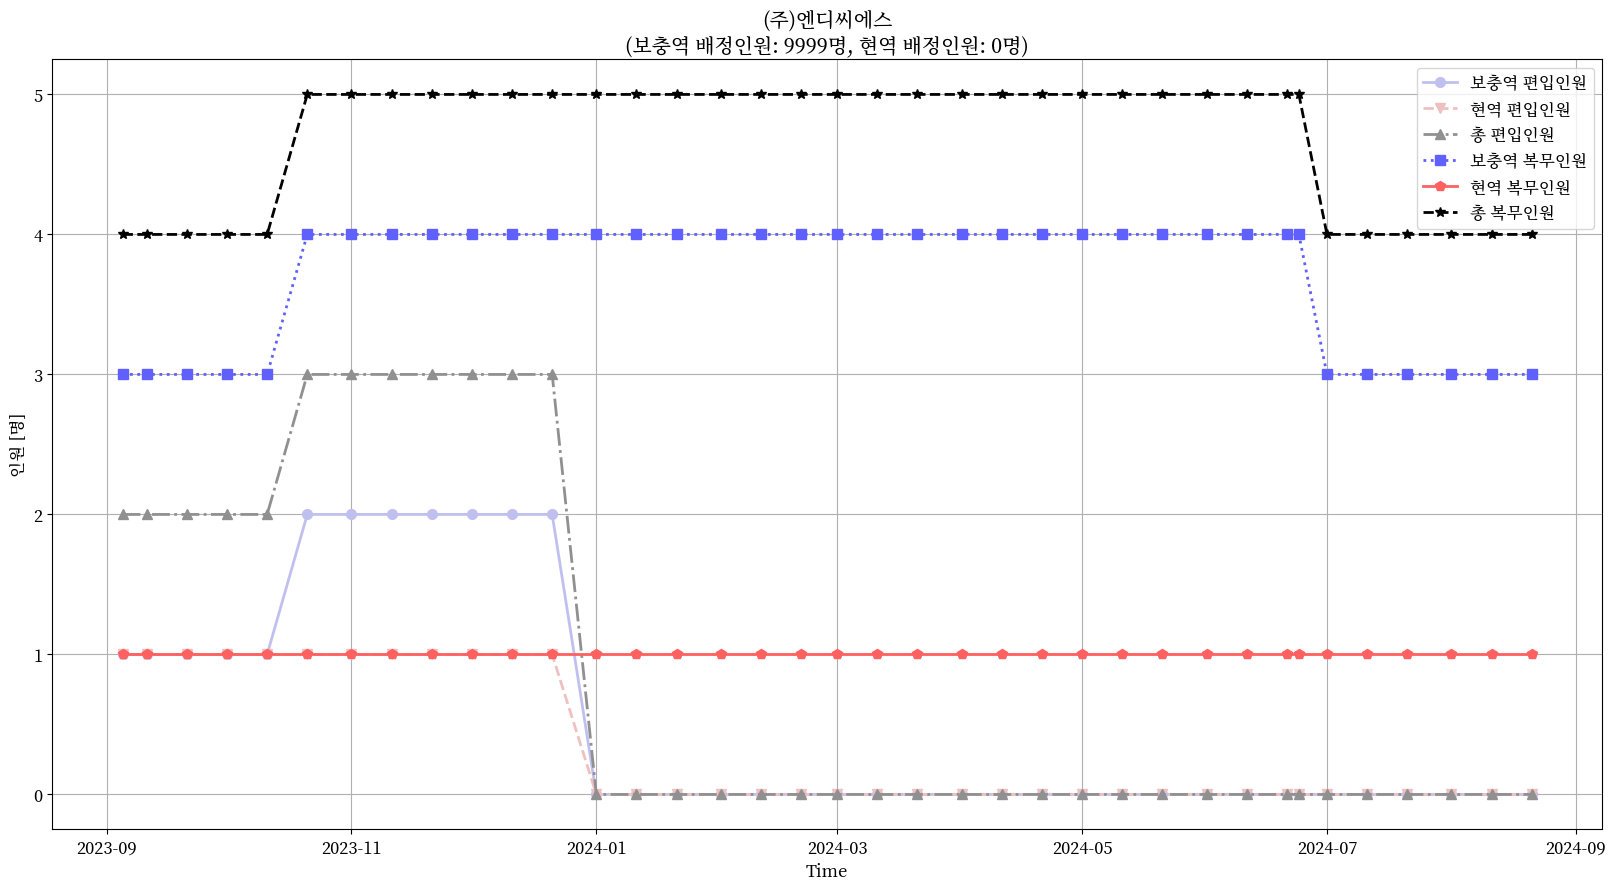 (주)엔디씨에스
(보충역 배정인원: 9999명, 현역 배정인원: 0명)
보충역 편입인원
현역 편입인원
총 편입인원
보충역 복무인원
현역 복무인원
총 복무인원
인원 [명]
5
4
3
2
1
0
2023-09 2023-11 2024-01 2024-03 2024-05 2024-07 2024-09
Time